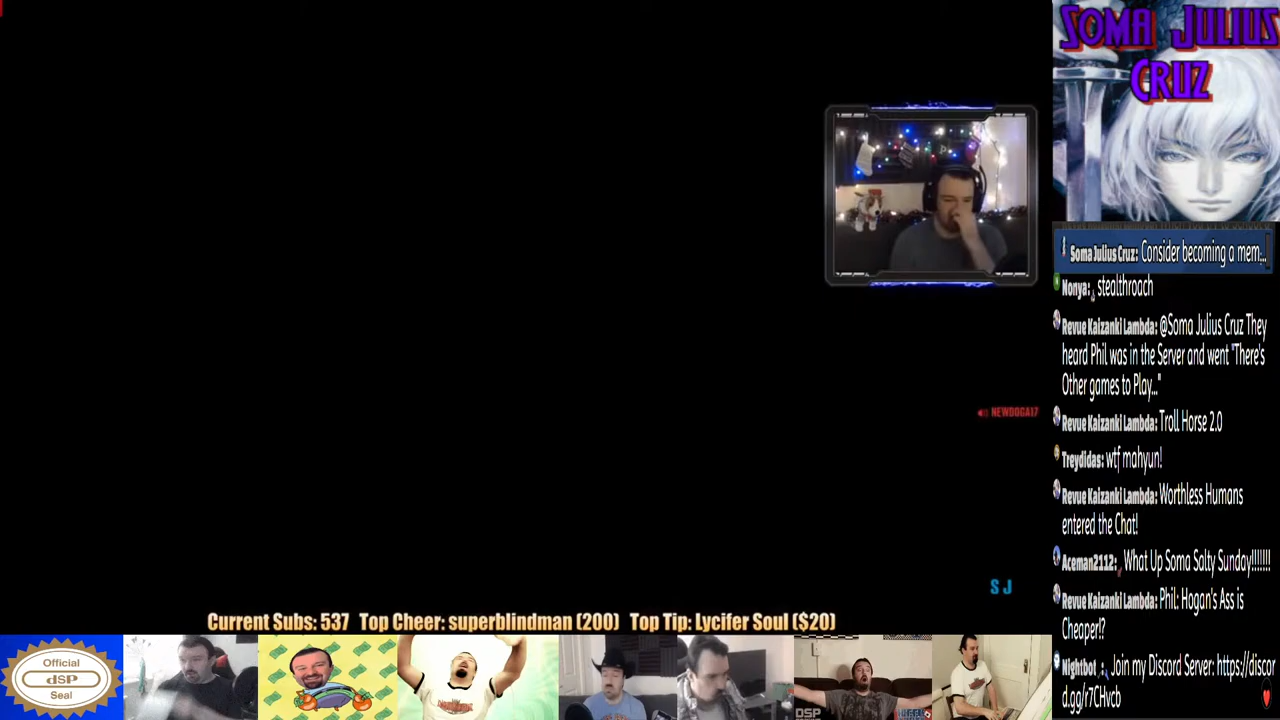 SOMA JULIUS
CRUZ
Soma Julius Cruz: Consider becoming a mem...
Nonya: stealthroach
Revue Kaizanki Lambda: @Soma Julius Cruz They
heard Phil was in the Server and went "There's
Other games to Play..."
Revue Kaizanki Lambda: Troll Horse 2.0
NEWDOGA17
Treydidas: wtf mahyun!
Revue Kaizanki Lambda: Worthless Humans
entered the Chat!
Aceman2112: What Up Soma Salty Sunday!!!!!!!
S J
Revue Kaizanki Lambda: Phil: Hogan's Ass is
Cheaper!?
Nightbot: Join my Discord Server: https://discor
d.gg/r7CHvcb
Current Subs: 537 Top Cheer: superblindman (200) Top Tip: Lycifer Soul ($20)
Official
dSP
Seal
DSP